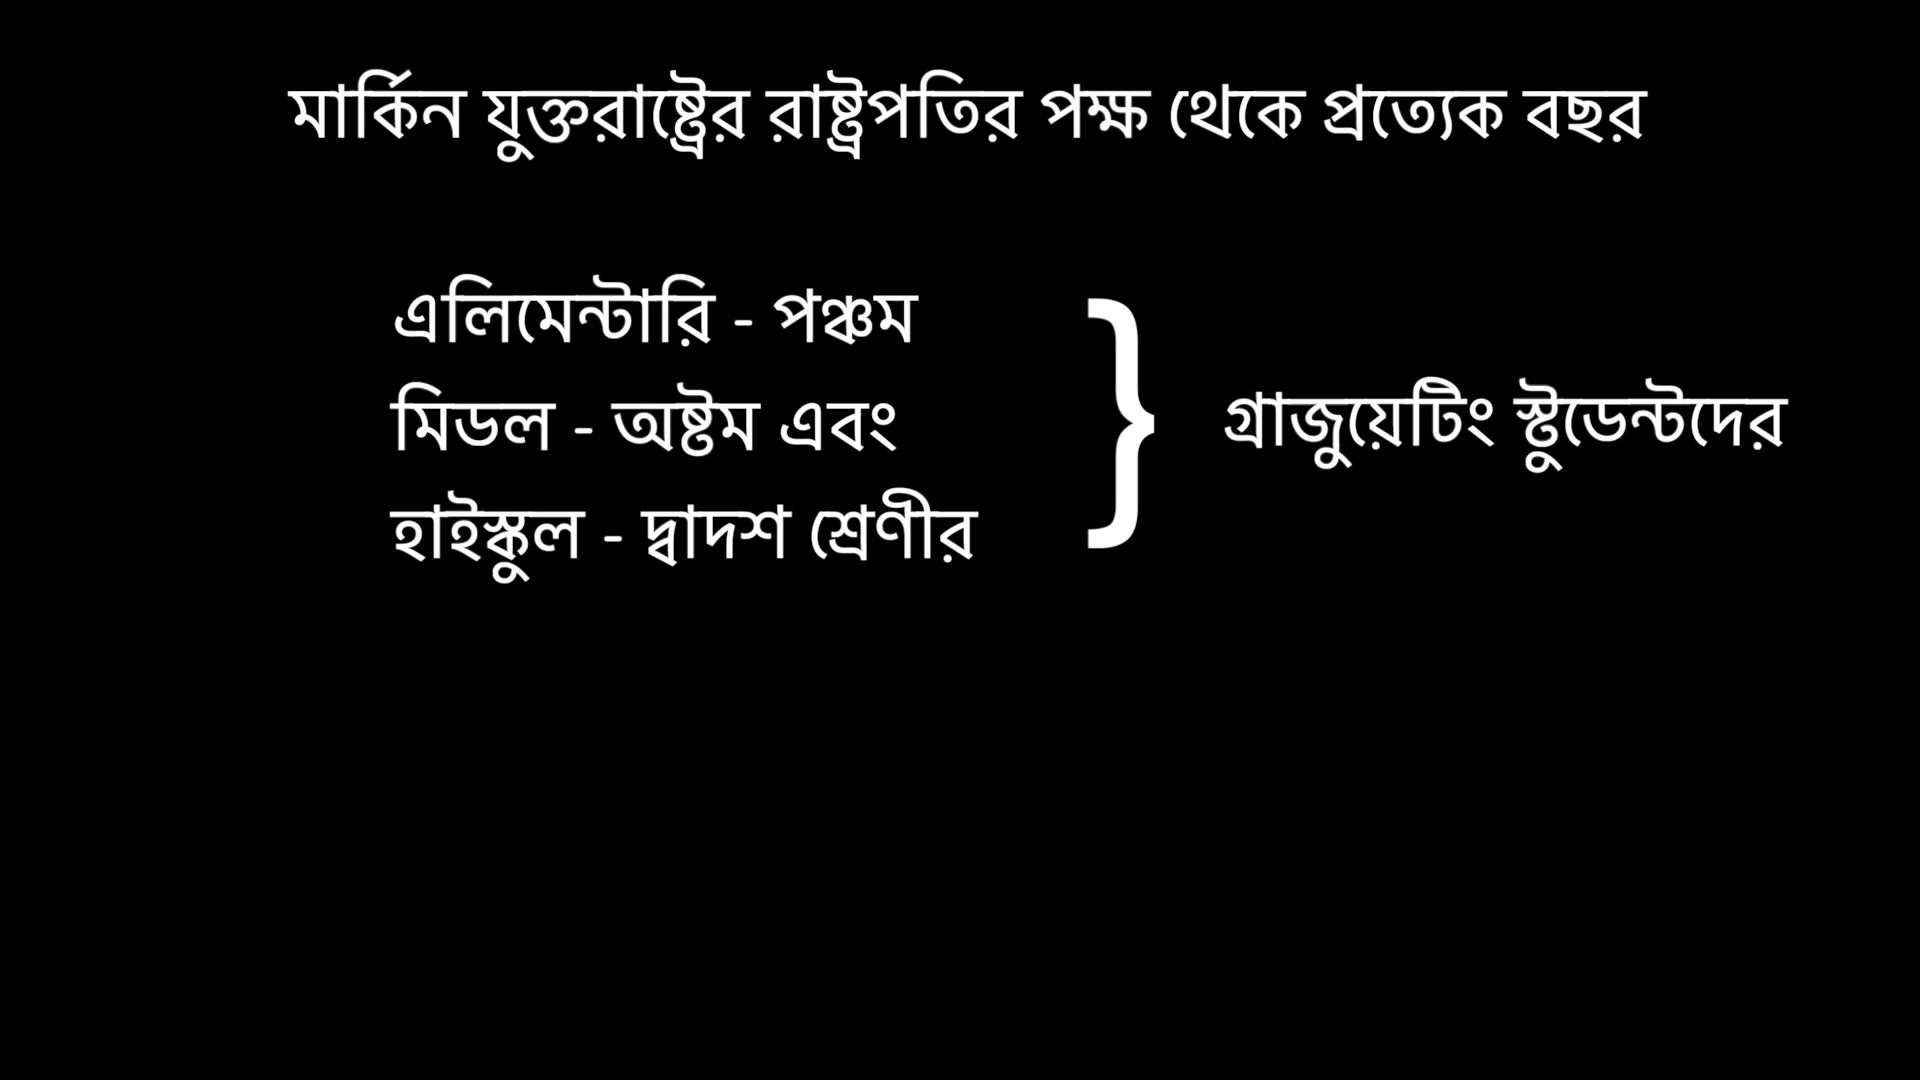 মার্কিন যুক্তরাষ্ট্রের রাষ্ট্রপতির পক্ষ থেকে প্রত্যেক বছর
এলিমেন্টারি - পঞ্চম
মিডল - অষ্টম এবং
হাইস্কুল - দ্বাদশ শ্রেণীর
} গ্রাজুয়েটিং স্টুডেন্টদের